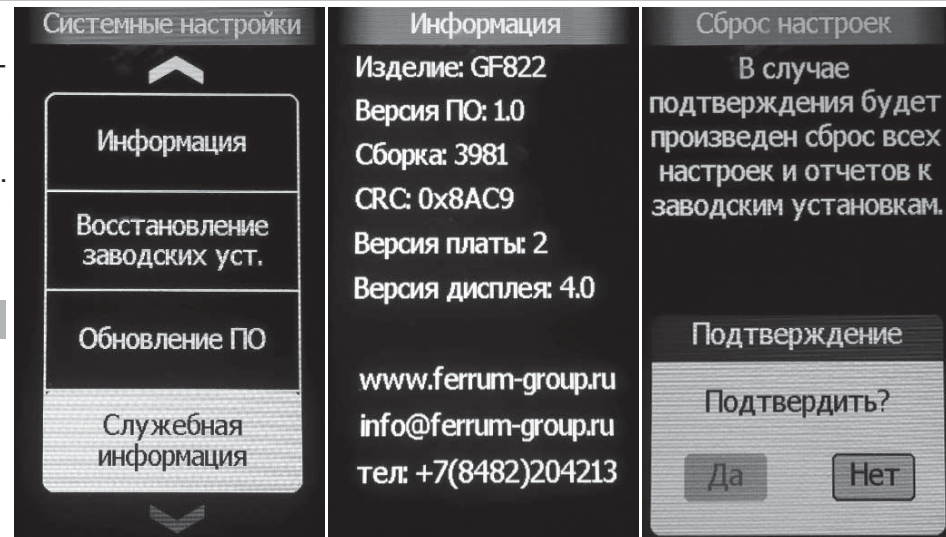 Системные настройки
Информация
Восстановление
заводских уст.
Обновление ПО
Служебная
информация
Информация
Изделие: GF822
Версия ПО: 1.0
Сборка: 3981
CRC: 0x8AC9
Версия платы: 2
Версия дисплея: 4.0
www.ferrum-group.ru
info@ferrum-group.ru
тел: +7(8482)204213
Сброс настроек
В случае
подтверждения будет
произведен сброс всех
настроек и отчетов к
заводским установкам.
Подтверждение
Подтвердить?
Да
Нет